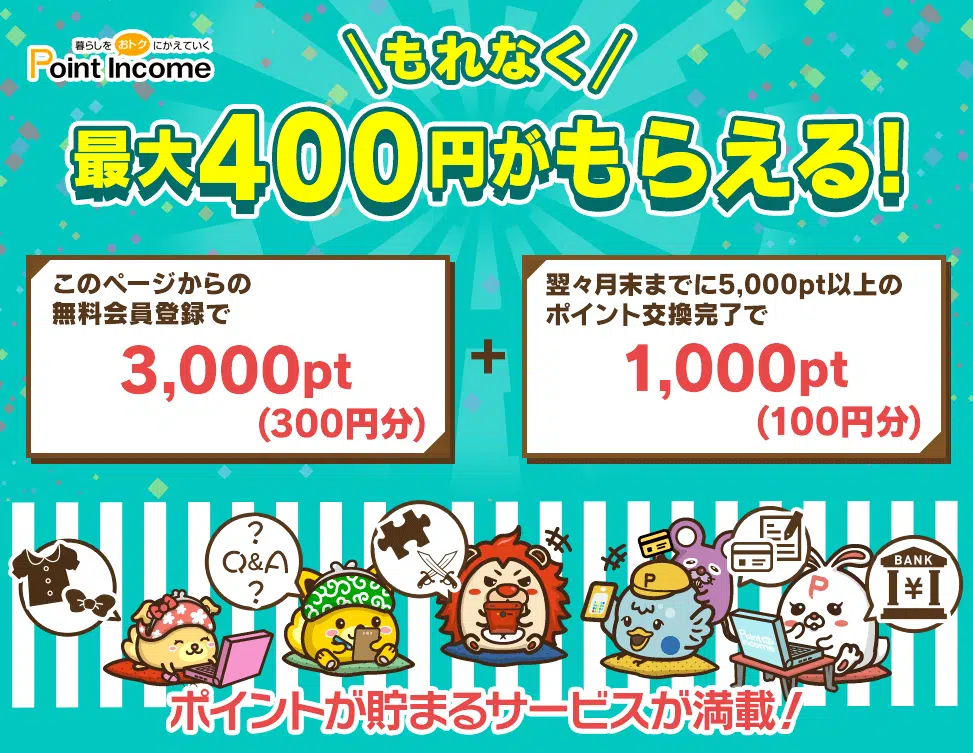 暮らしをおトクにかえていく
Point Income
もれなく
最大400円がもらえる!
このページからの
無料会員登録で
3,000pt
(300円分)
+
翌々月末までに5,000pt以上の
ポイント交換完了で
1,000pt
(100円分)
?
Q&A
?
P
P
Point Income
BANK
¥
ポイントが貯まるサービスが満載!